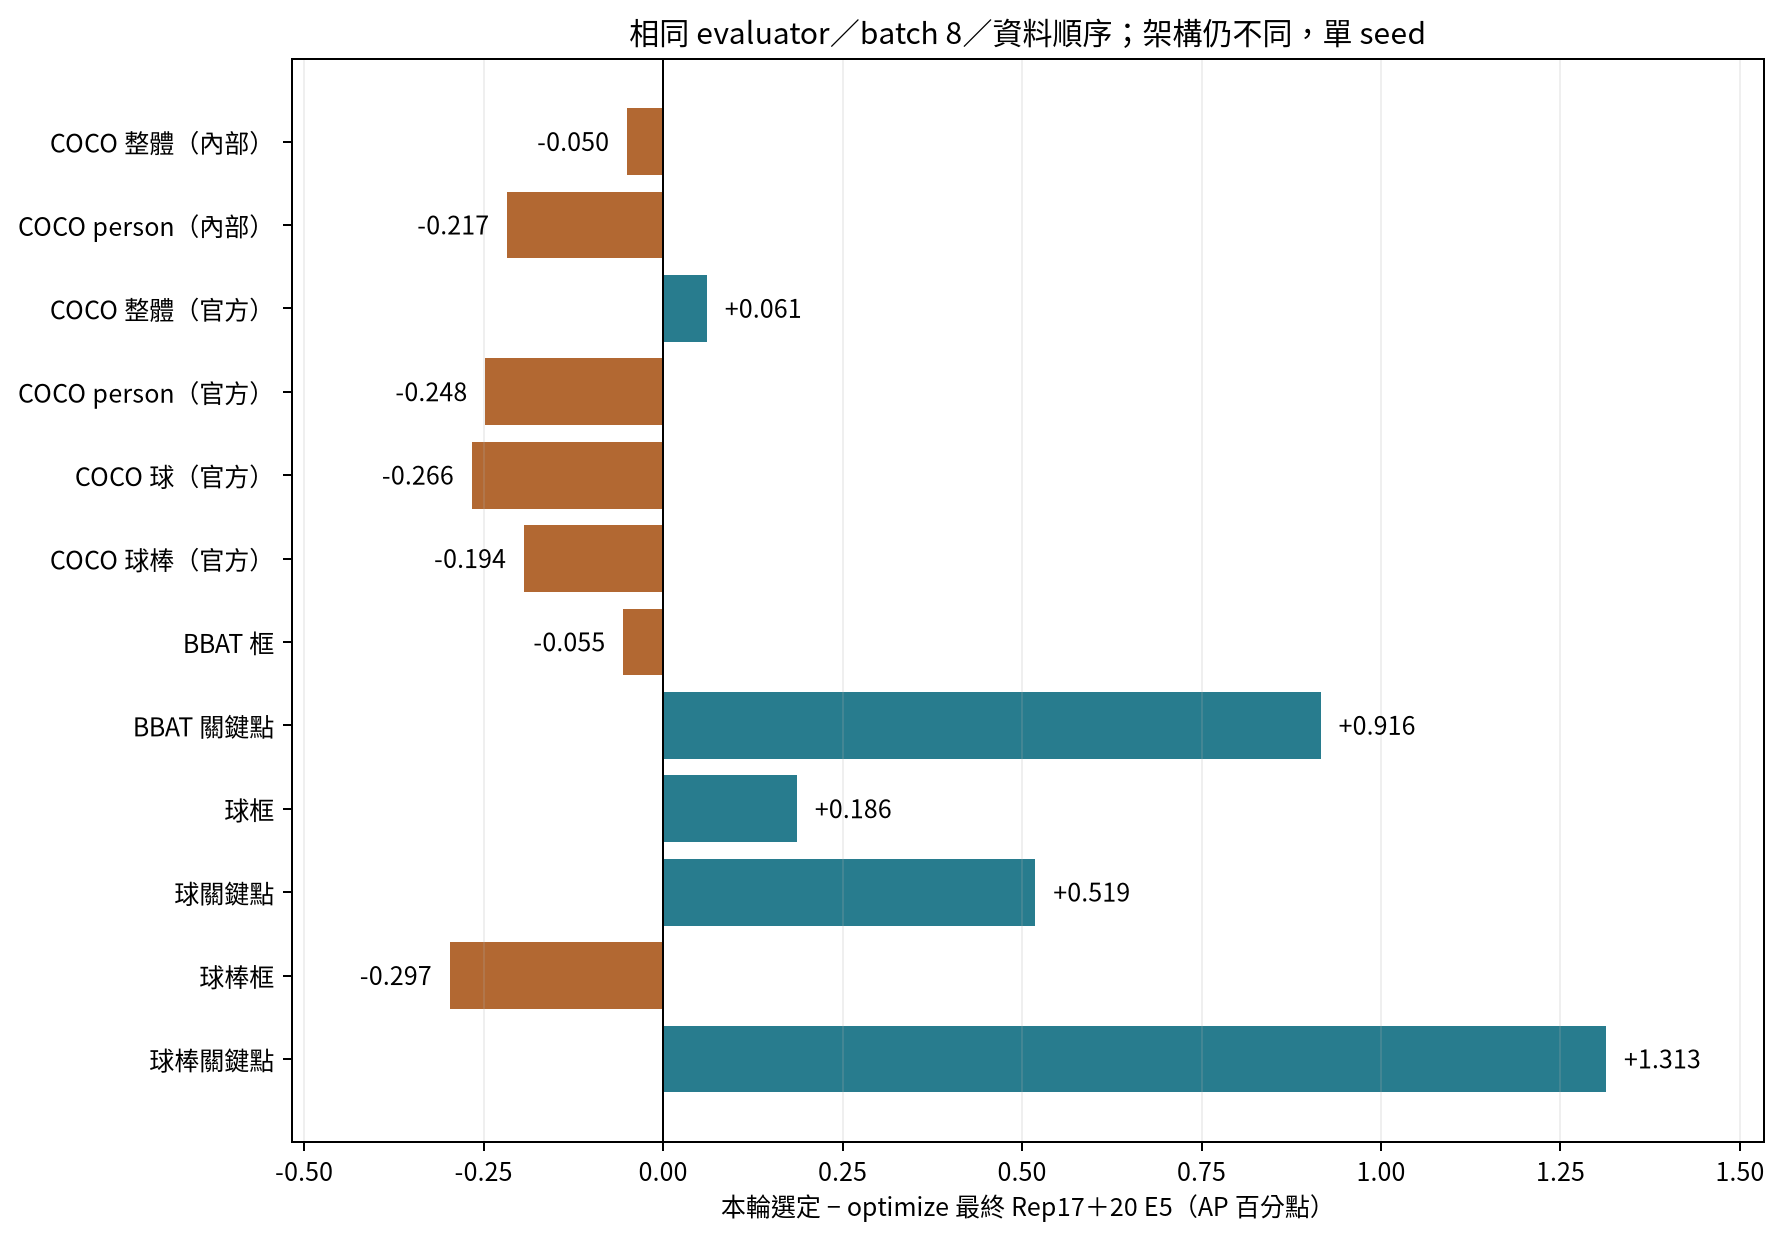 相同 evaluator／batch 8／資料順序；架構仍不同，單 seed
COCO 整體（內部） -0.050
COCO person（內部） -0.217
COCO 整體（官方） +0.061
COCO person（官方） -0.248
COCO 球（官方） -0.266
COCO 球棒（官方） -0.194
BBAT 框 -0.055
BBAT 關鍵點 +0.916
球框 +0.186
球關鍵點 +0.519
球棒框 -0.297
球棒關鍵點 +1.313
-0.50 -0.25 0.00 0.25 0.50 0.75 1.00 1.25 1.50
本輪選定 − optimize 最終 Rep17＋20 E5（AP 百分點）